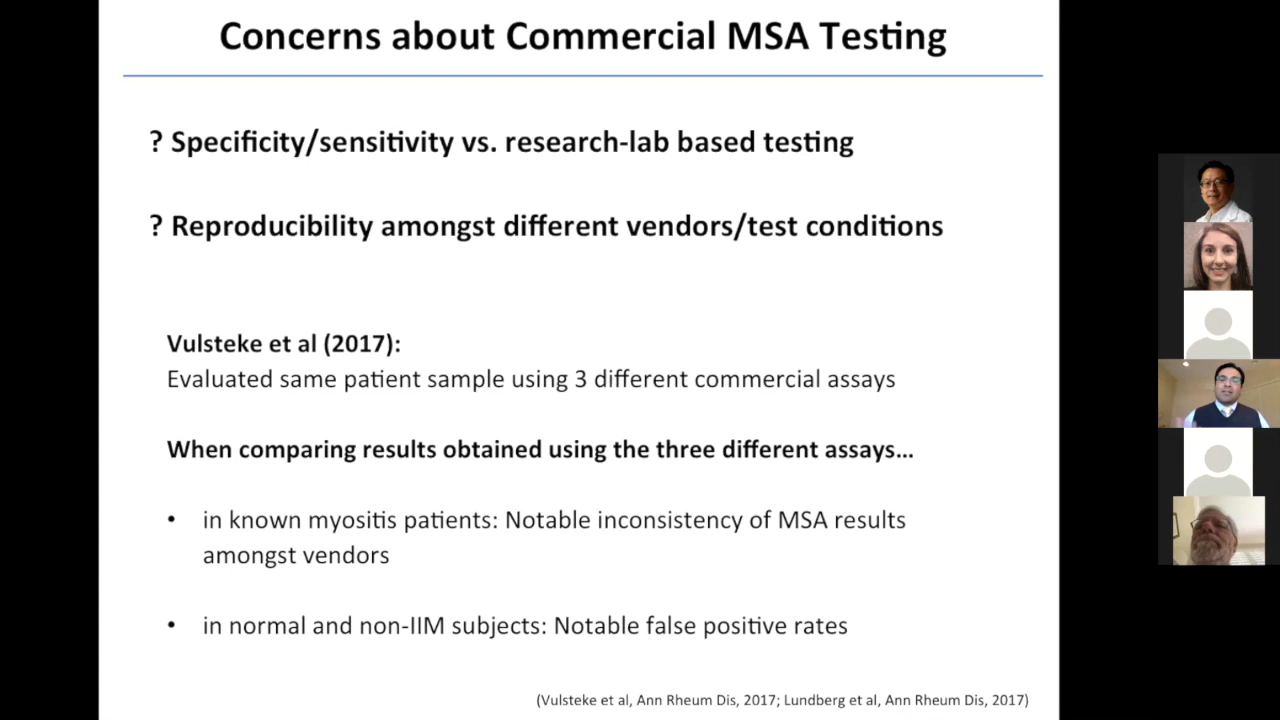 Concerns about Commercial MSA Testing
? Specificity/sensitivity vs. research-lab based testing
? Reproducibility amongst different vendors/test conditions
Vulsteke et al (2017):
Evaluated same patient sample using 3 different commercial assays
When comparing results obtained using the three different assays…
• in known myositis patients: Notable inconsistency of MSA results
amongst vendors
• in normal and non-IIM subjects: Notable false positive rates
(Vulsteke et al, Ann Rheum Dis, 2017; Lundberg et al, Ann Rheum Dis, 2017)